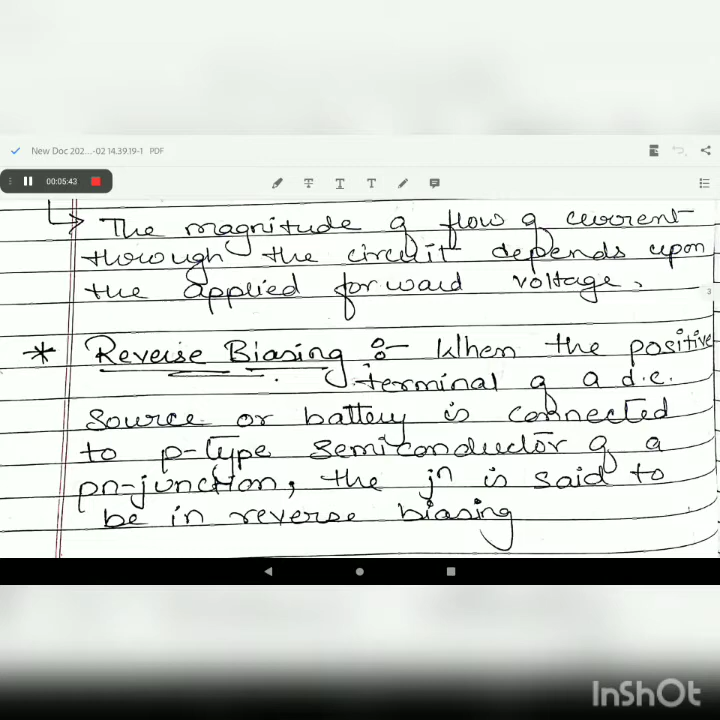 New Doc 202...-02 14.39.19-1 PDF
00:05:43
The magnitude of flow of current
through the circuit depends upon
the applied forward voltage.
3
* Reverse Biasing :- When the positive
terminal of a d.c.
source or battery is connected
to p-type semiconductor of a
pn-junction, the jn is said to
be in reverse biasing
InShOt